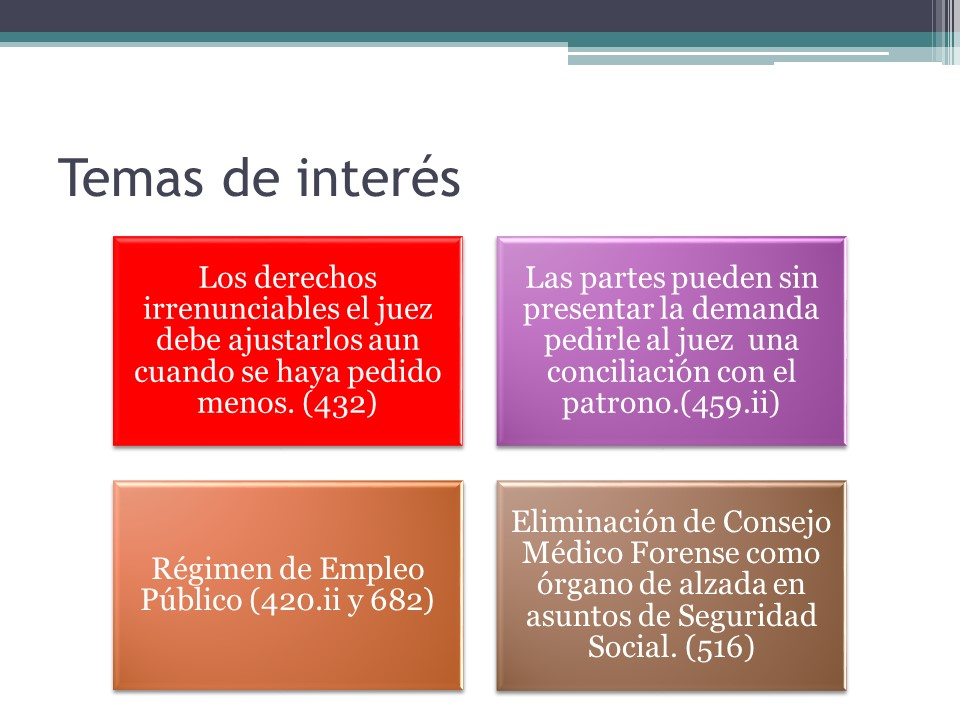 Temas de interés
Los derechos
irrenunciables el juez
debe ajustarlos aun
cuando se haya pedido
menos. (432)
Las partes pueden sin
presentar la demanda
pedirle al juez  una
conciliación con el
patrono.(459.ii)
Régimen de Empleo
Público (420.ii y 682)
Eliminación de Consejo
Médico Forense como
órgano de alzada en
asuntos de Seguridad
Social. (516)